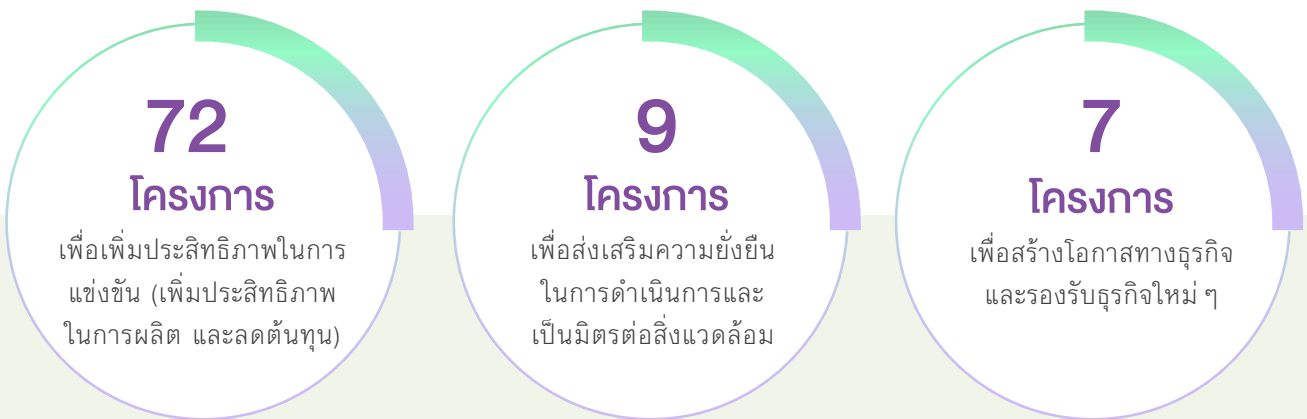 72
โครงการ
เพื่อเพิ่มประสิทธิภาพในการ
แข่งขัน (เพิ่มประสิทธิภาพ
ในการผลิต และลดต้นทุน)
9
โครงการ
เพื่อส่งเสริมความยั่งยืน
ในการดำเนินการและ
เป็นมิตรต่อสิ่งแวดล้อม
7
โครงการ
เพื่อสร้างโอกาสทางธุรกิจ
และรองรับธุรกิจใหม่ ๆ